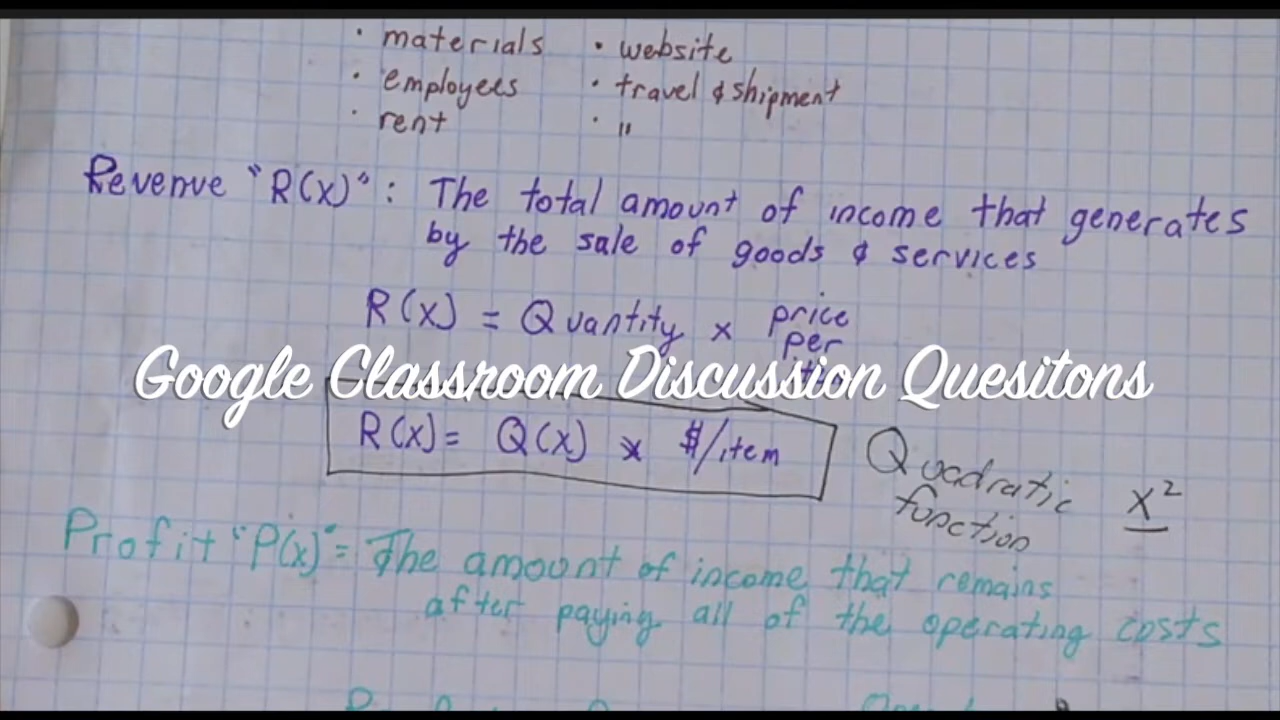 · materials · website
· employees · travel & shipment
· rent · "
Revenue "R(x)": The total amount of income that generates
by the sale of goods & services
R(x) = Quantity × price
per
Google Classroom Discussion Quesitons
R(x) = Q(x) × $/item
Quadratic x²
function
Profit "P(x)" = The amount of income that remains
after paying all of the operating costs